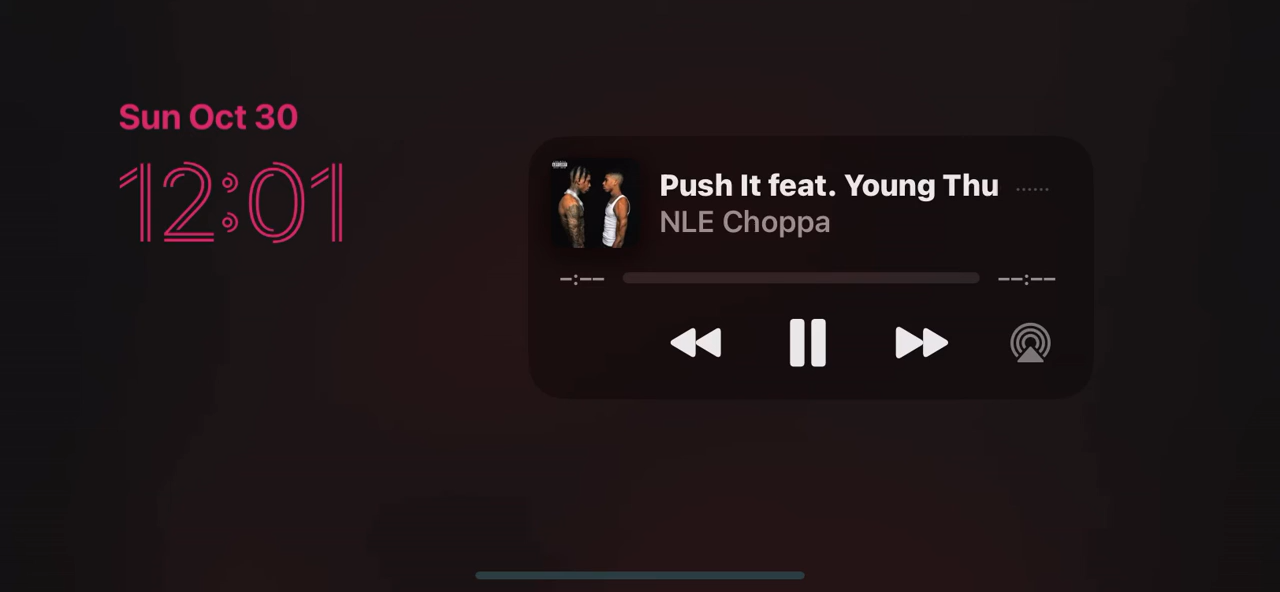 Sun Oct 30
12:01
Push It feat. Young Thu
NLE Choppa
-:--
--:--